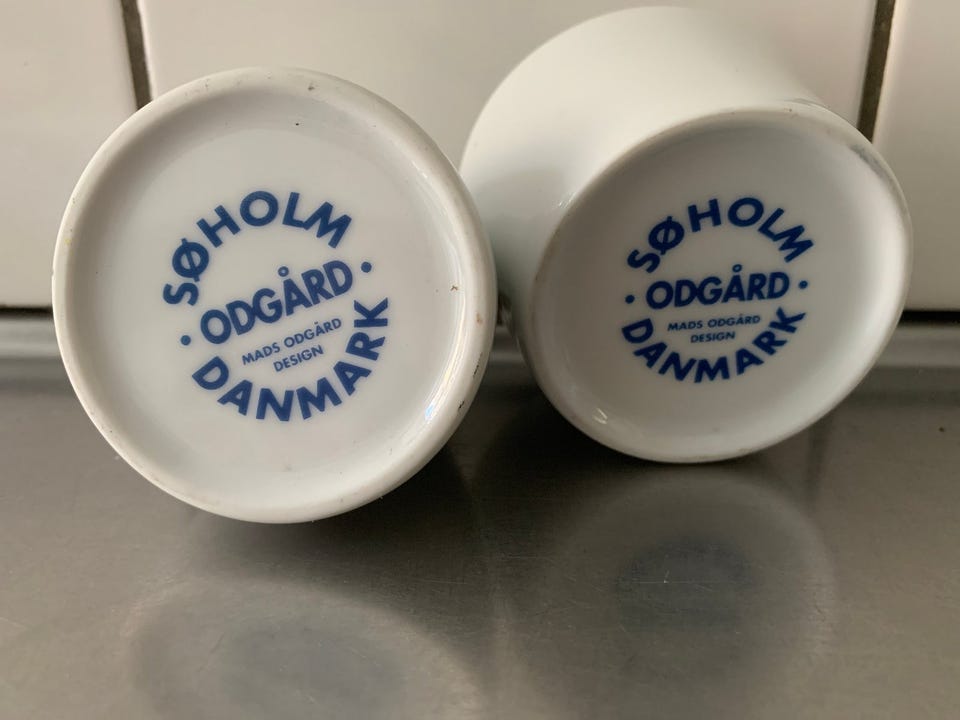 SØHOLM
· ODGÅRD ·
MADS ODGÅRD
DESIGN
DANMARK
SØHOLM
· ODGÅRD ·
MADS ODGÅRD
DESIGN
DANMARK